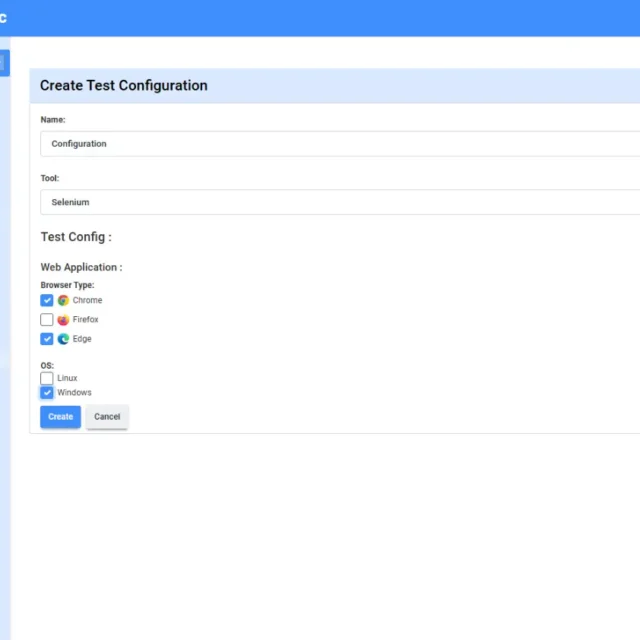 c
Create Test Configuration
Name:
Configuration
Tool:
Selenium
Test Config :
Web Application :
Browser Type:
Chrome
Firefox
Edge
OS:
Linux
Windows
Create Cancel